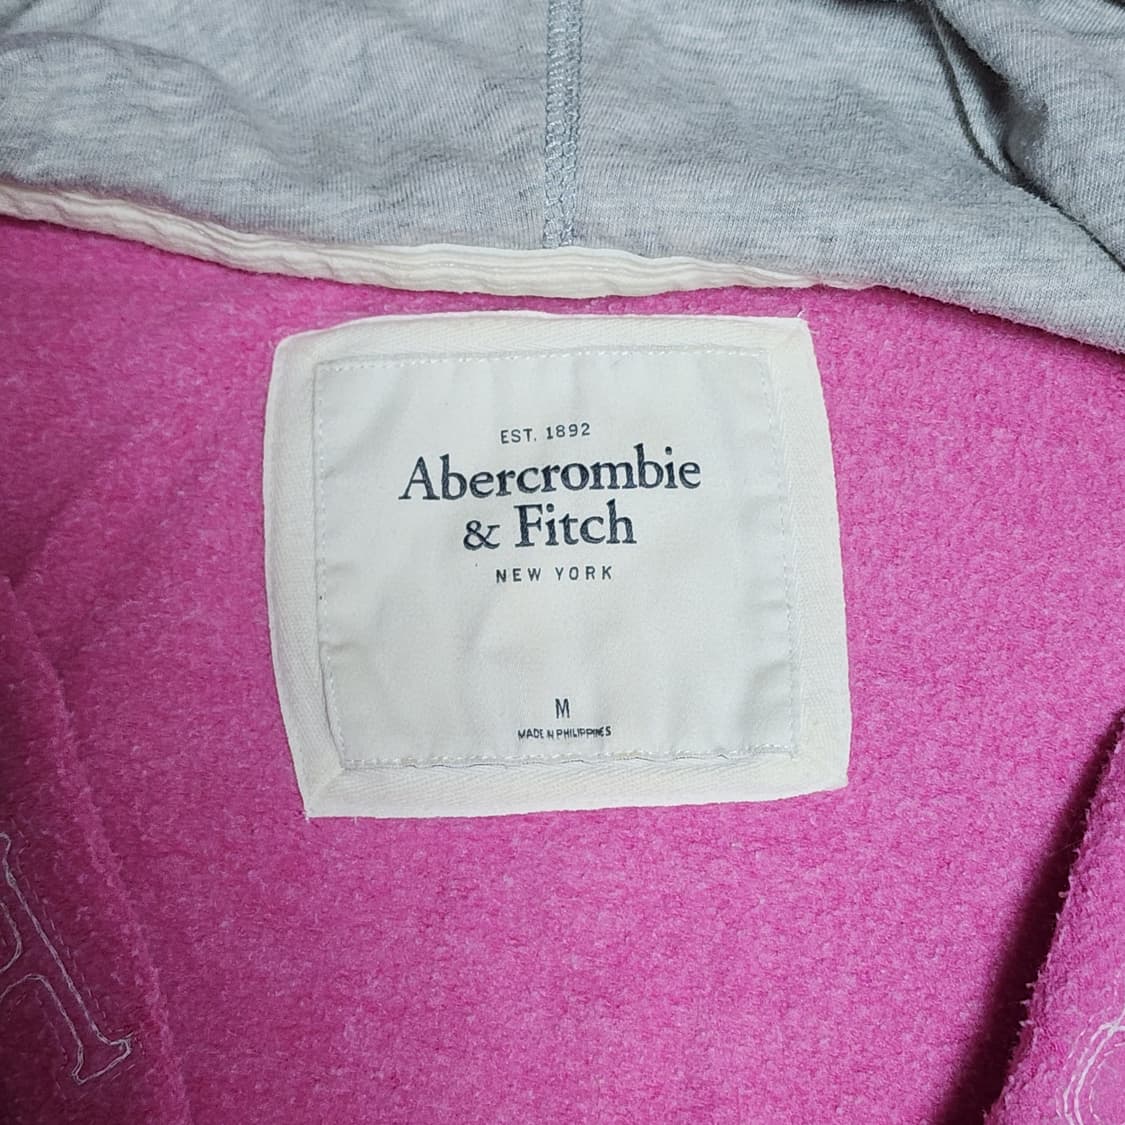 EST. 1892
Abercrombie
& Fitch
NEW YORK
M
MADE IN PHILIPPINES